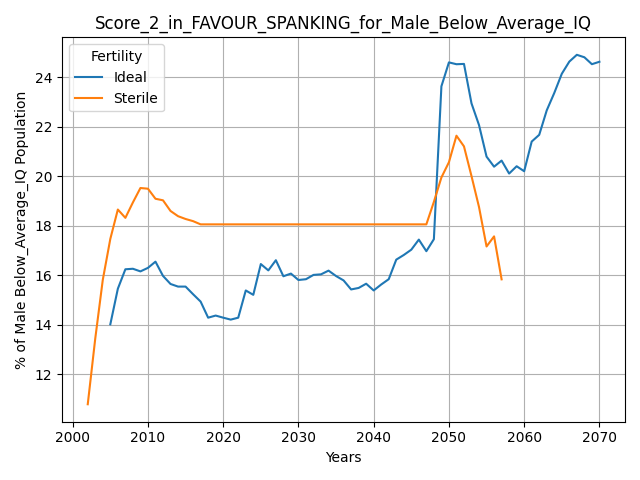 Score_2_in_FAVOUR_SPANKING_for_Male_Below_Average_IQ
Fertility
Ideal
Sterile
% of Male Below_Average_IQ Population
24
22
20
18
16
14
12
2000 2010 2020 2030 2040 2050 2060 2070
Years